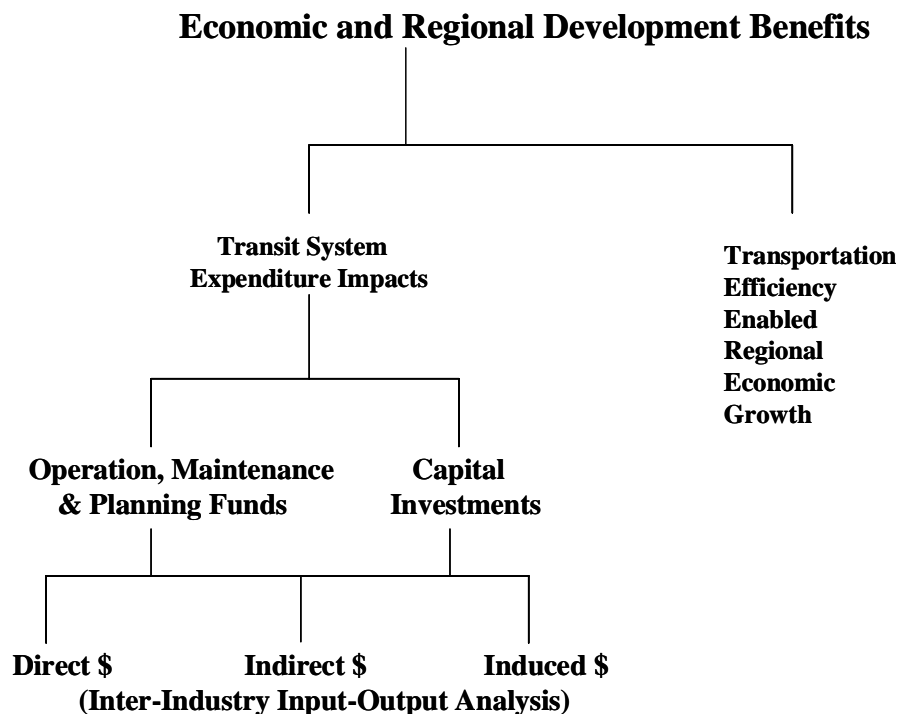 Economic and Regional Development Benefits
Transit System
Expenditure Impacts
Transportation
Efficiency
Enabled
Regional
Economic
Growth
Operation, Maintenance
& Planning Funds
Capital
Investments
Direct $
Indirect $
Induced $
(Inter-Industry Input-Output Analysis)